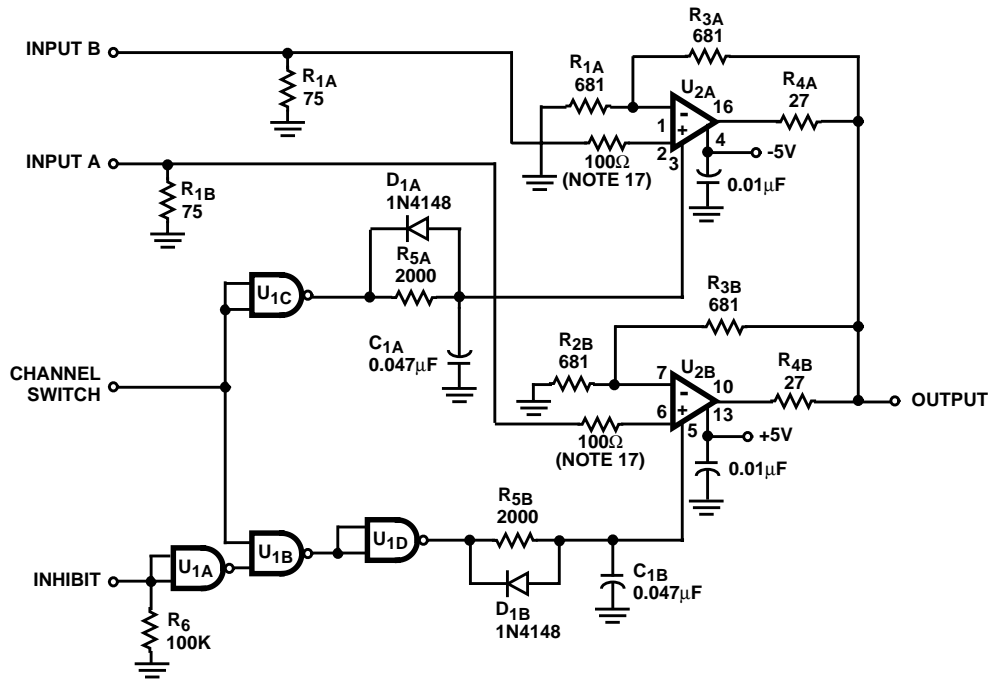 INPUT B
R1A
75
INPUT A
R1B
75
R3A
681
R1A
681
U2A
R4A
27
-
+
1
2
3
16
4
100Ω
(NOTE 17)
-5V
0.01µF
D1A
1N4148
R5A
2000
U1C
C1A
0.047µF
CHANNEL
SWITCH
R3B
681
R2B
681
U2B
R4B
27
-
+
7
6
5
10
13
100Ω
(NOTE 17)
OUTPUT
+5V
0.01µF
R5B
2000
U1D
U1B
U1A
INHIBIT
D1B
1N4148
C1B
0.047µF
R6
100K